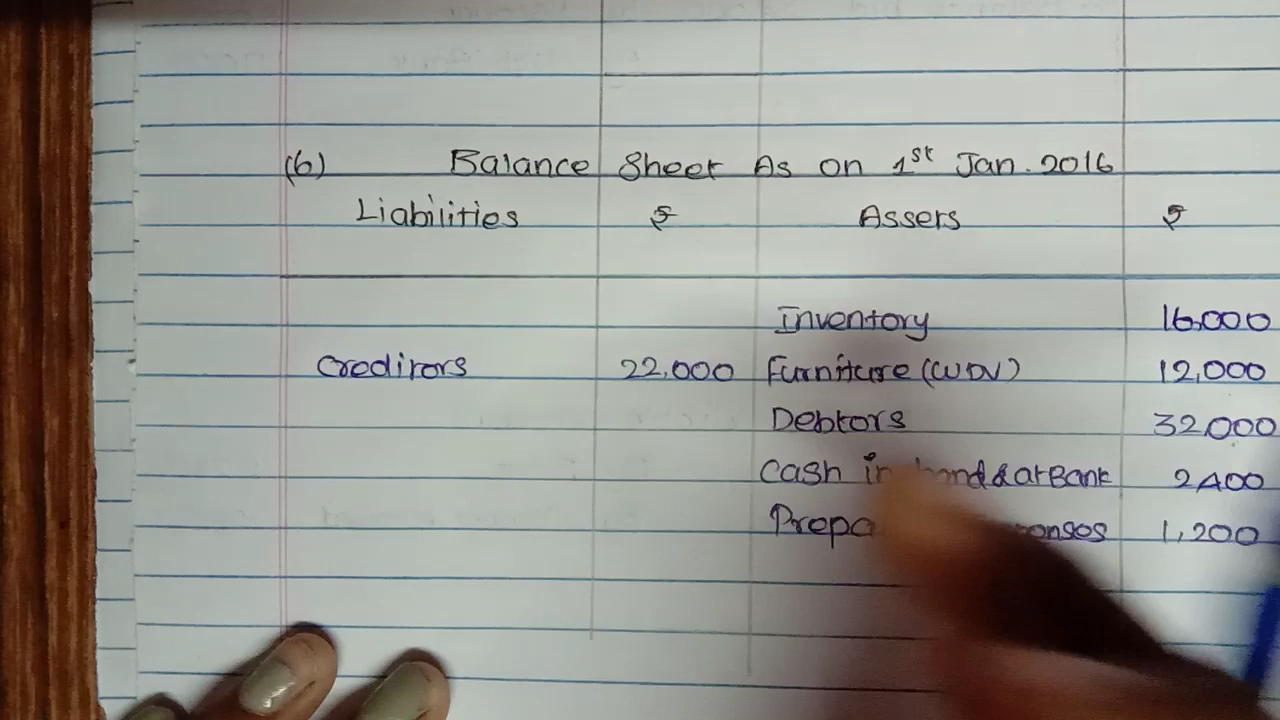 (6) Balance Sheet As on 1st Jan. 2016
Liabilities ₹ Assets ₹
Inventory 16,000
Creditors 22,000 Furniture (WDV) 12,000
Debtors 32,000
Cash in hand & at Bank 2400
1,200